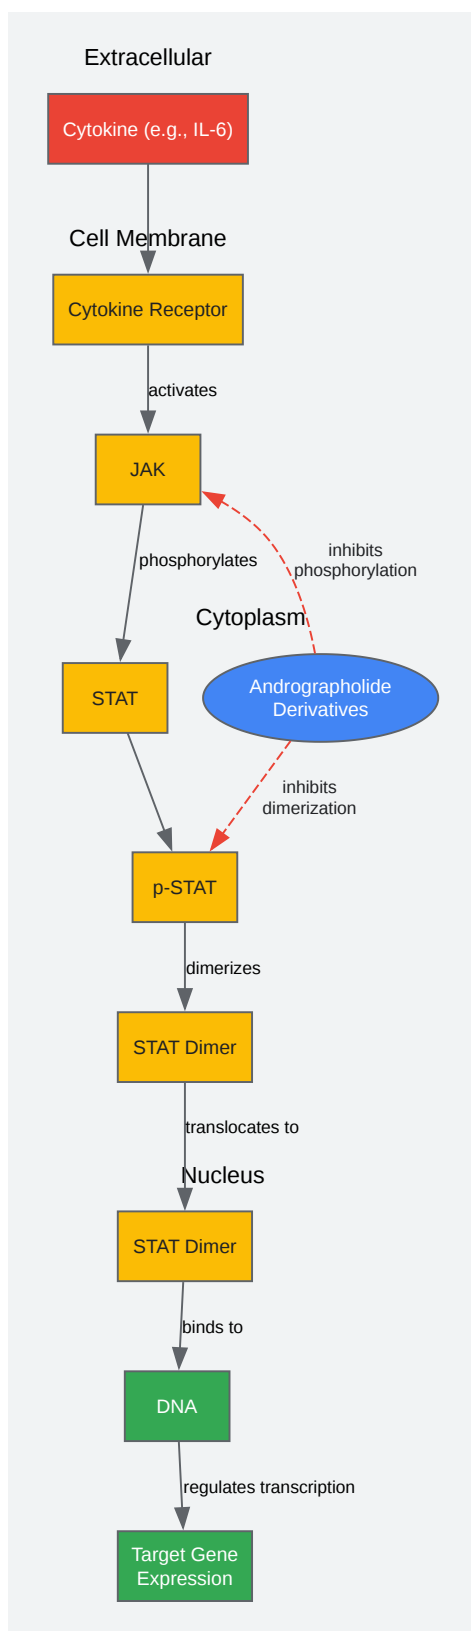 Extracellular
Cytokine (e.g., IL-6)
Cell Membrane
Cytokine Receptor
activates
JAK
phosphorylates
inhibits
phosphorylation
Cytoplasm
STAT
Andrographolide
Derivatives
inhibits
dimerization
p-STAT
dimerizes
STAT Dimer
translocates to
Nucleus
STAT Dimer
binds to
DNA
regulates transcription
Target Gene
Expression